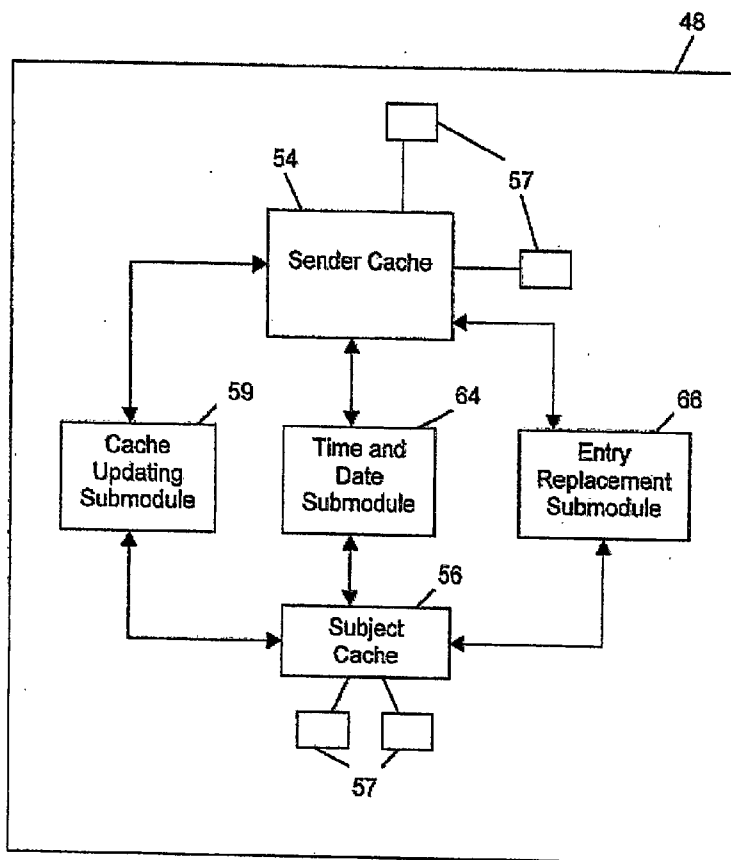 48
54
57
Sender Cache
59
64
66
Cache
Updating
Submodule
Time and
Date
Submodule
Entry
Replacement
Submodule
56
Subject
Cache
57